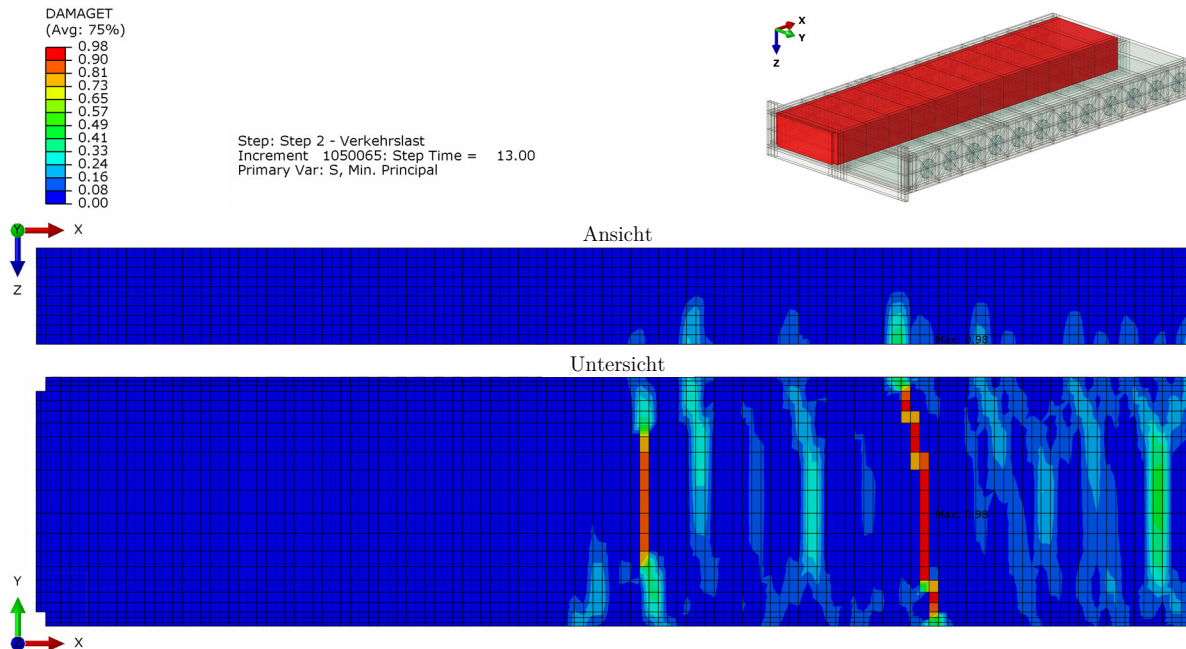 DAMAGET
(Avg: 75%)
0.98
0.90
0.81
0.73
0.65
0.57
0.49
0.41
0.33
0.24
0.16
0.08
0.00
Step: Step 2 - Verkehrslast
Increment 1050065: Step Time = 13.00
Primary Var: S, Min. Principal
X
Y
Z
Y
X
Z
Ansicht
Max: 0.98
Untersicht
Max: 0.98
Y
Z
X